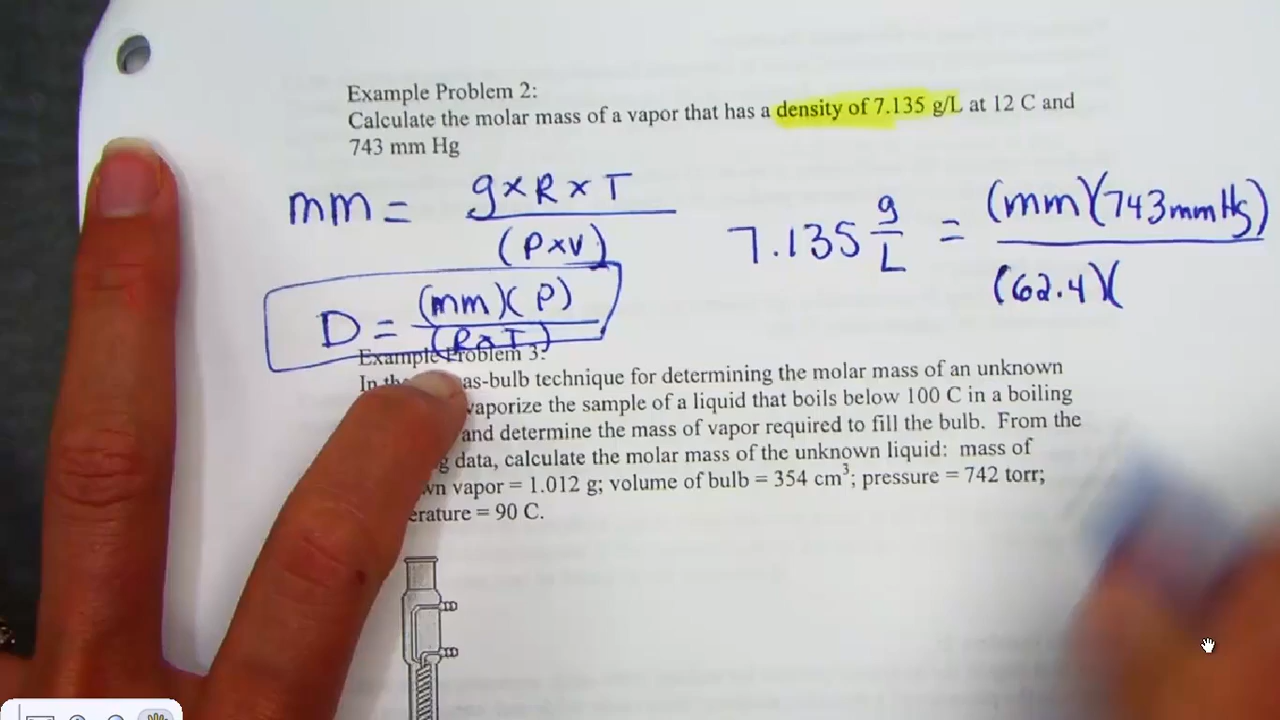 Example Problem 2:
Calculate the molar mass of a vapor that has a density of 7.135 g/L at 12 C and
743 mm Hg
mm = g x R x T
(P x V)
7.135 g/L = (mm)(743mmHg)
(62.4)(
D = (mm)(P)
(R x T)
Example Problem 3:
In as-bulb technique for determining the molar mass of an unknown
vaporize the sample of a liquid that boils below 100 C in a boiling
and determine the mass of vapor required to fill the bulb. From the
data, calculate the molar mass of the unknown liquid: mass of
vapor = 1.012 g; volume of bulb = 354 cm³; pressure = 742 torr;
= 90 C.